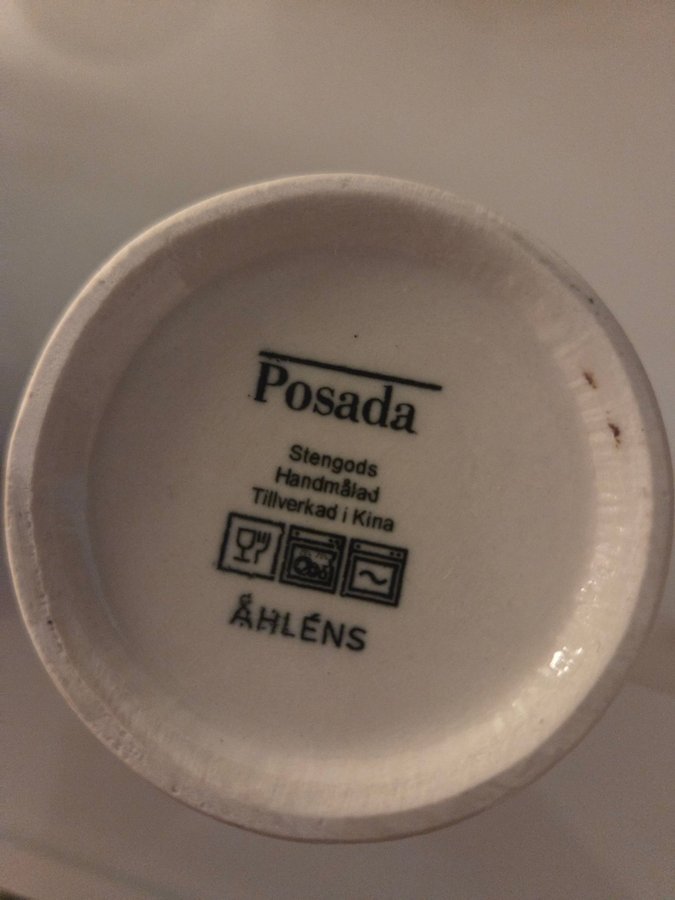 Posada
Stengods
Handmålad
Tillverkad i Kina
ÅHLÉNS